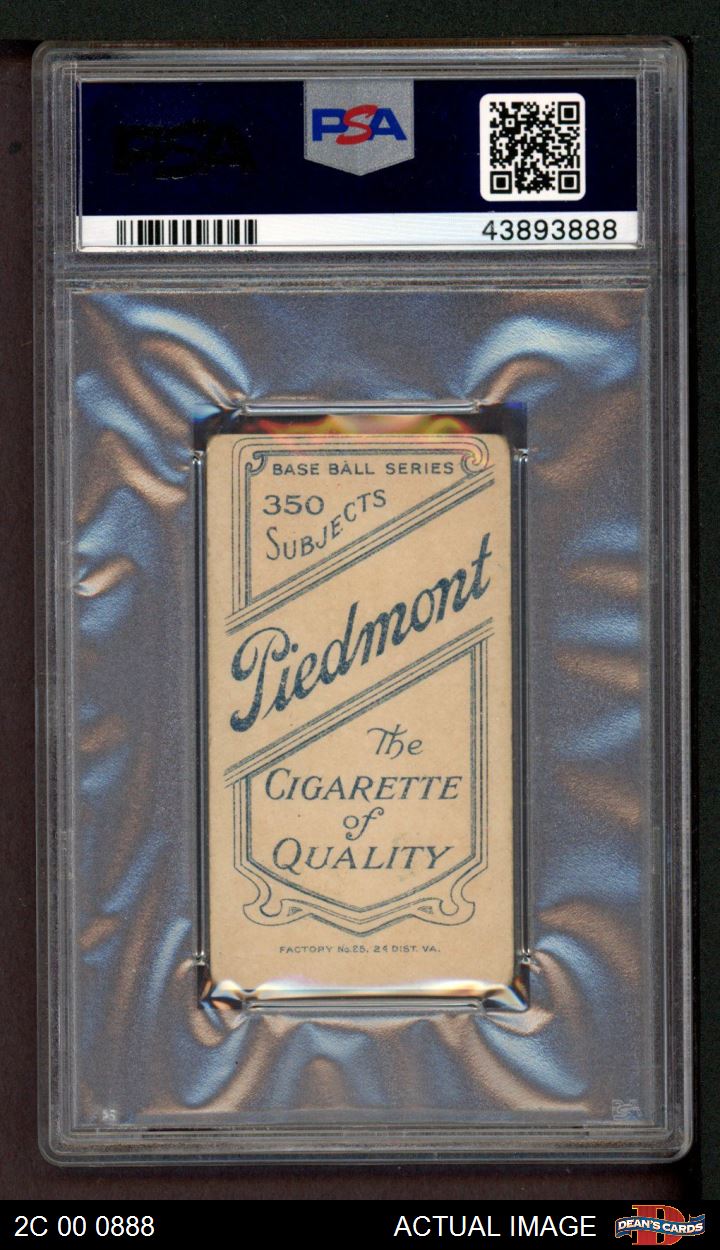 PSA
PSA
43893888
BASE BALL SERIES
350
SUBJECTS
Piedmont
The
CIGARETTE
of
QUALITY
FACTORY No. 25, 2d DIST. VA.
2C 00 0888
ACTUAL IMAGE
D
DEAN'S CARDS